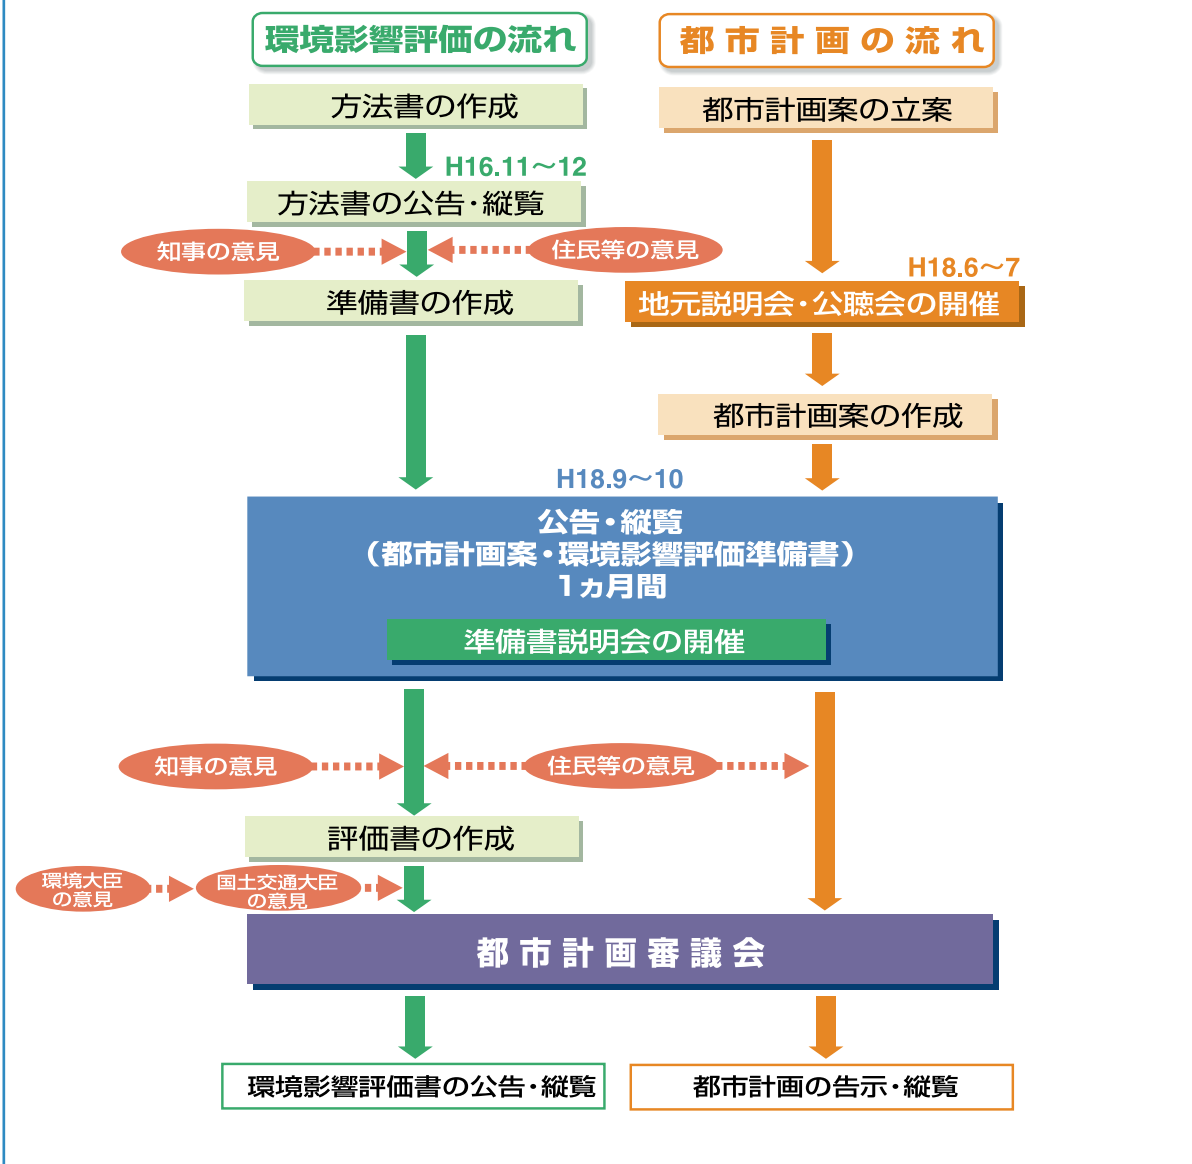 環境影響評価の流れ
都市計画の流れ
方法書の作成
都市計画案の立案
H16.11～12
方法書の公告・縦覧
知事の意見
住民等の意見
H18.6～7
準備書の作成
地元説明会・公聴会の開催
都市計画案の作成
H18.9～10
公告・縦覧
（都市計画案・環境影響評価準備書）
1ヵ月間
準備書説明会の開催
知事の意見
住民等の意見
評価書の作成
環境大臣
の意見
国土交通大臣
の意見
都市計画審議会
環境影響評価書の公告・縦覧
都市計画の告示・縦覧